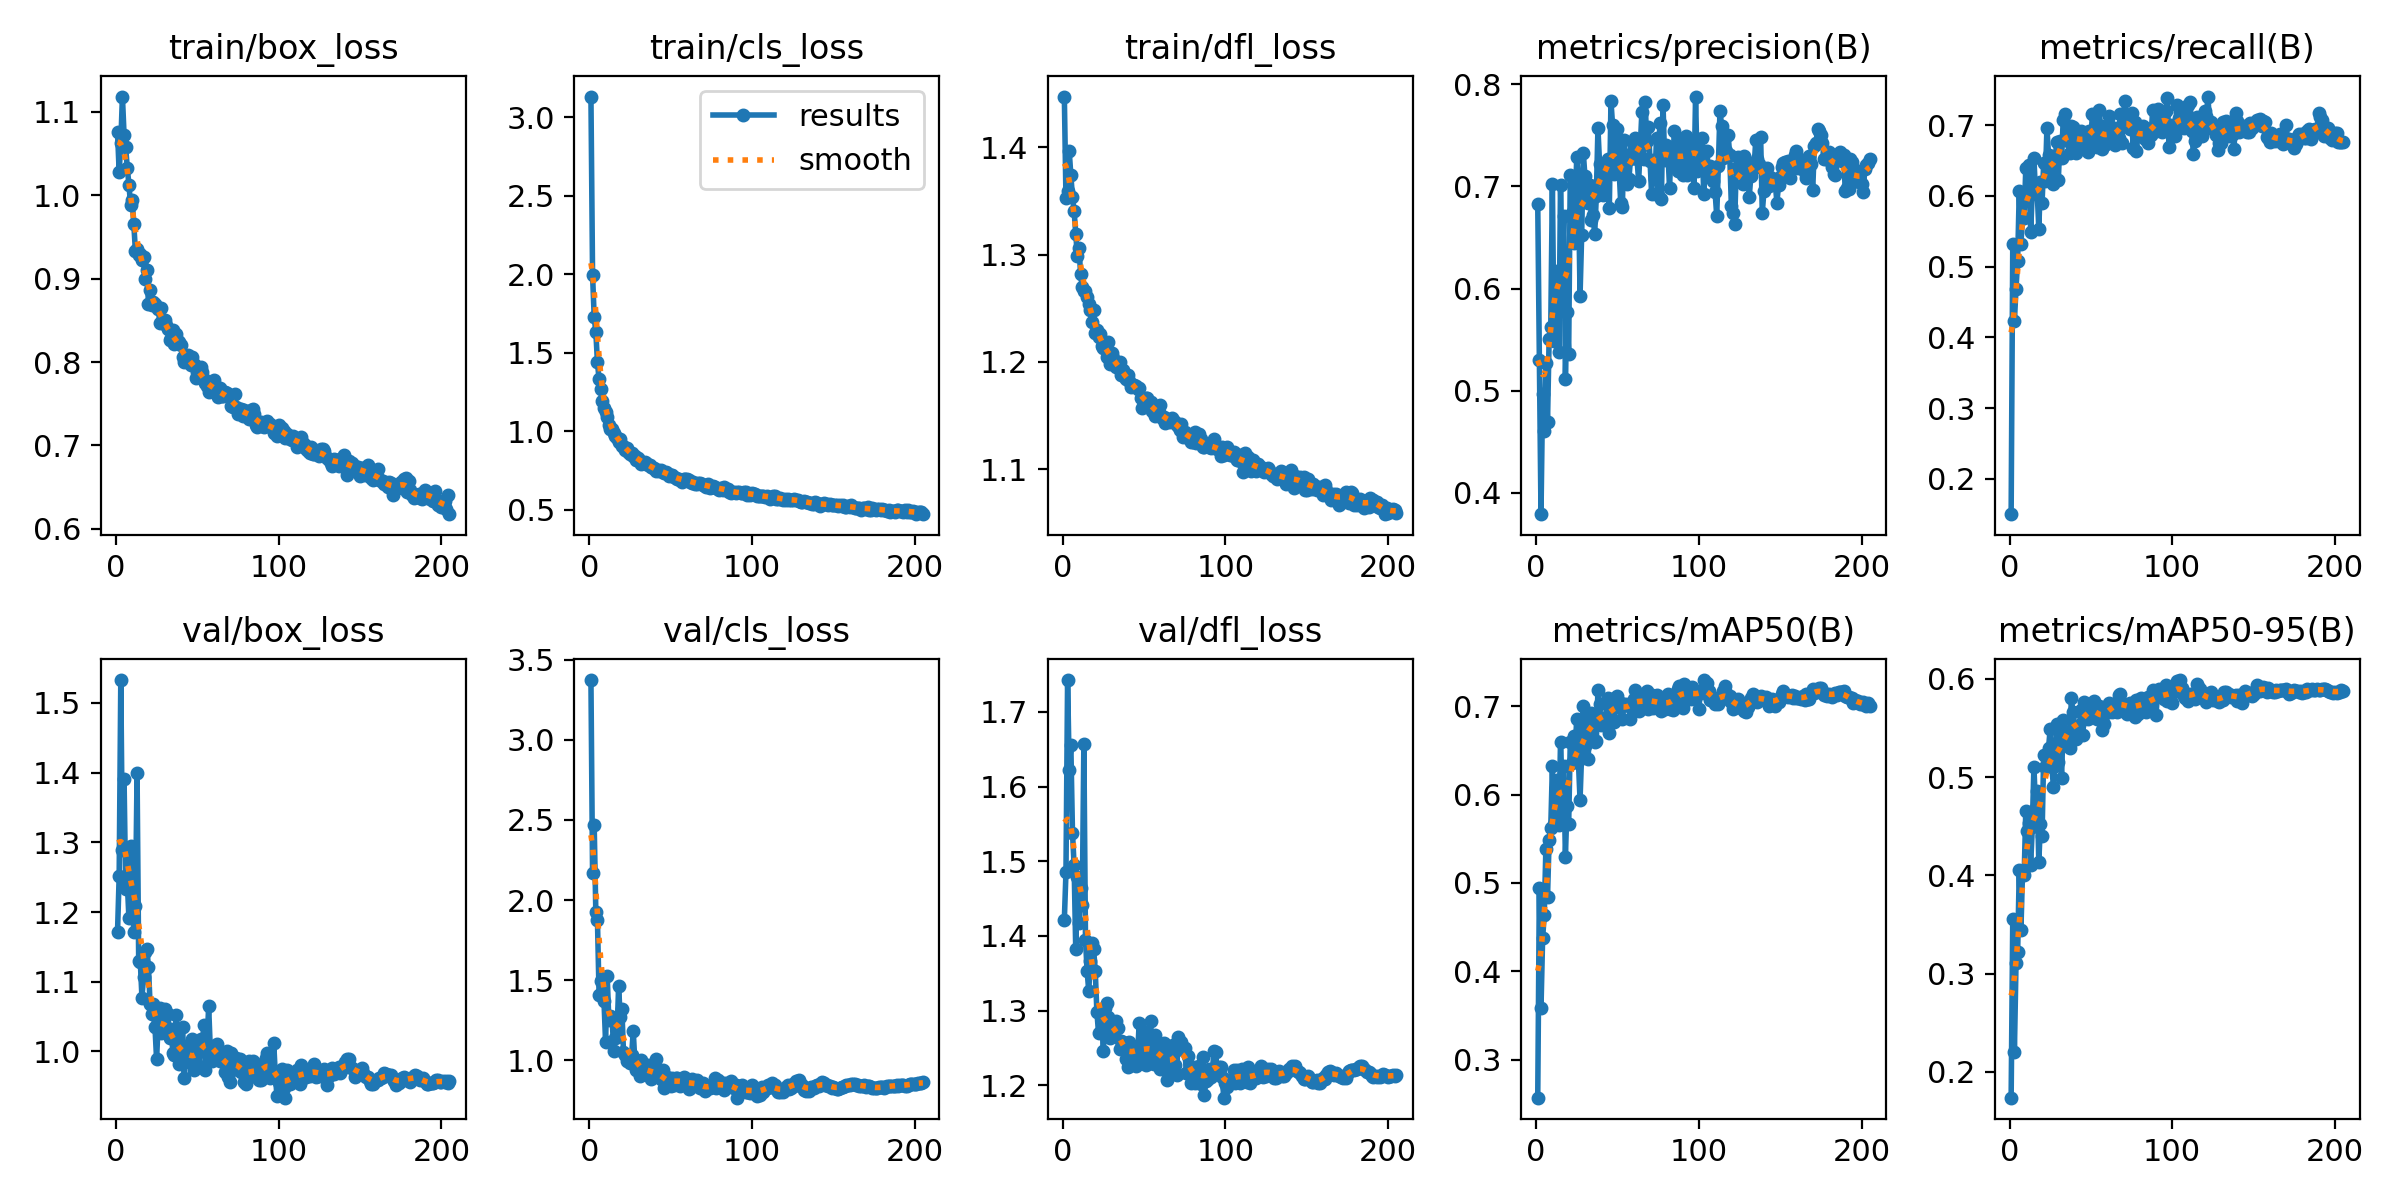 train/box_loss
1.1
1.0
0.9
0.8
0.7
0.6
0 100 200
train/cls_loss
results
smooth
3.0
2.5
2.0
1.5
1.0
0.5
0 100 200
train/dfl_loss
1.4
1.3
1.2
1.1
0 100 200
metrics/precision(B)
0.8
0.7
0.6
0.5
0.4
0 100 200
metrics/recall(B)
0.7
0.6
0.5
0.4
0.3
0.2
0 100 200
val/box_loss
1.5
1.4
1.3
1.2
1.1
1.0
0 100 200
val/cls_loss
3.5
3.0
2.5
2.0
1.5
1.0
0 100 200
val/dfl_loss
1.7
1.6
1.5
1.4
1.3
1.2
0 100 200
metrics/mAP50(B)
0.7
0.6
0.5
0.4
0.3
0 100 200
metrics/mAP50-95(B)
0.6
0.5
0.4
0.3
0.2
0 100 200